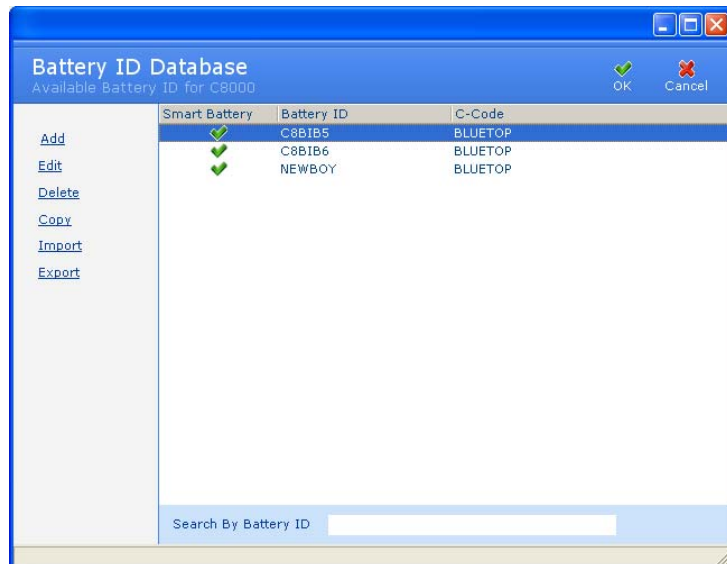 Battery ID Database
Available Battery ID for C8000
OK
Cancel
Add
Edit
Delete
Copy
Import
Export
Smart Battery Battery ID C-Code
C8BIB5 BLUETOP
C8BIB6 BLUETOP
NEWBOY BLUETOP
Search By Battery ID